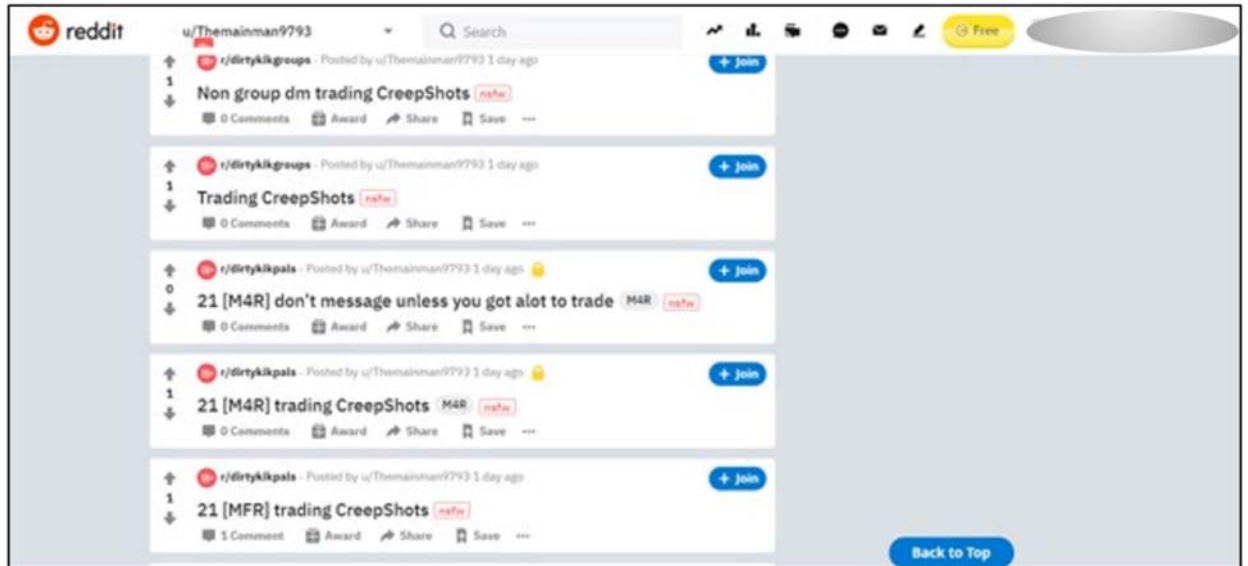 reddit u/Themainman9793 Search Free
r/dirtykikgroups · Posted by u/Themainman9793 1 day ago + Join
1
Non group dm trading CreepShots nsfw
0 Comments Award Share Save ...
r/dirtykikgroups · Posted by u/Themainman9793 1 day ago + Join
1
Trading CreepShots nsfw
0 Comments Award Share Save ...
r/dirtykikpals · Posted by u/Themainman9793 1 day ago + Join
0
21 [M4R] don't message unless you got alot to trade M4R nsfw
0 Comments Award Share Save ...
r/dirtykikpals · Posted by u/Themainman9793 1 day ago + Join
1
21 [M4R] trading CreepShots M4R nsfw
0 Comments Award Share Save ...
r/dirtykikpals · Posted by u/Themainman9793 1 day ago + Join
1
21 [MFR] trading CreepShots nsfw
1 Comment Award Share Save ...
Back to Top